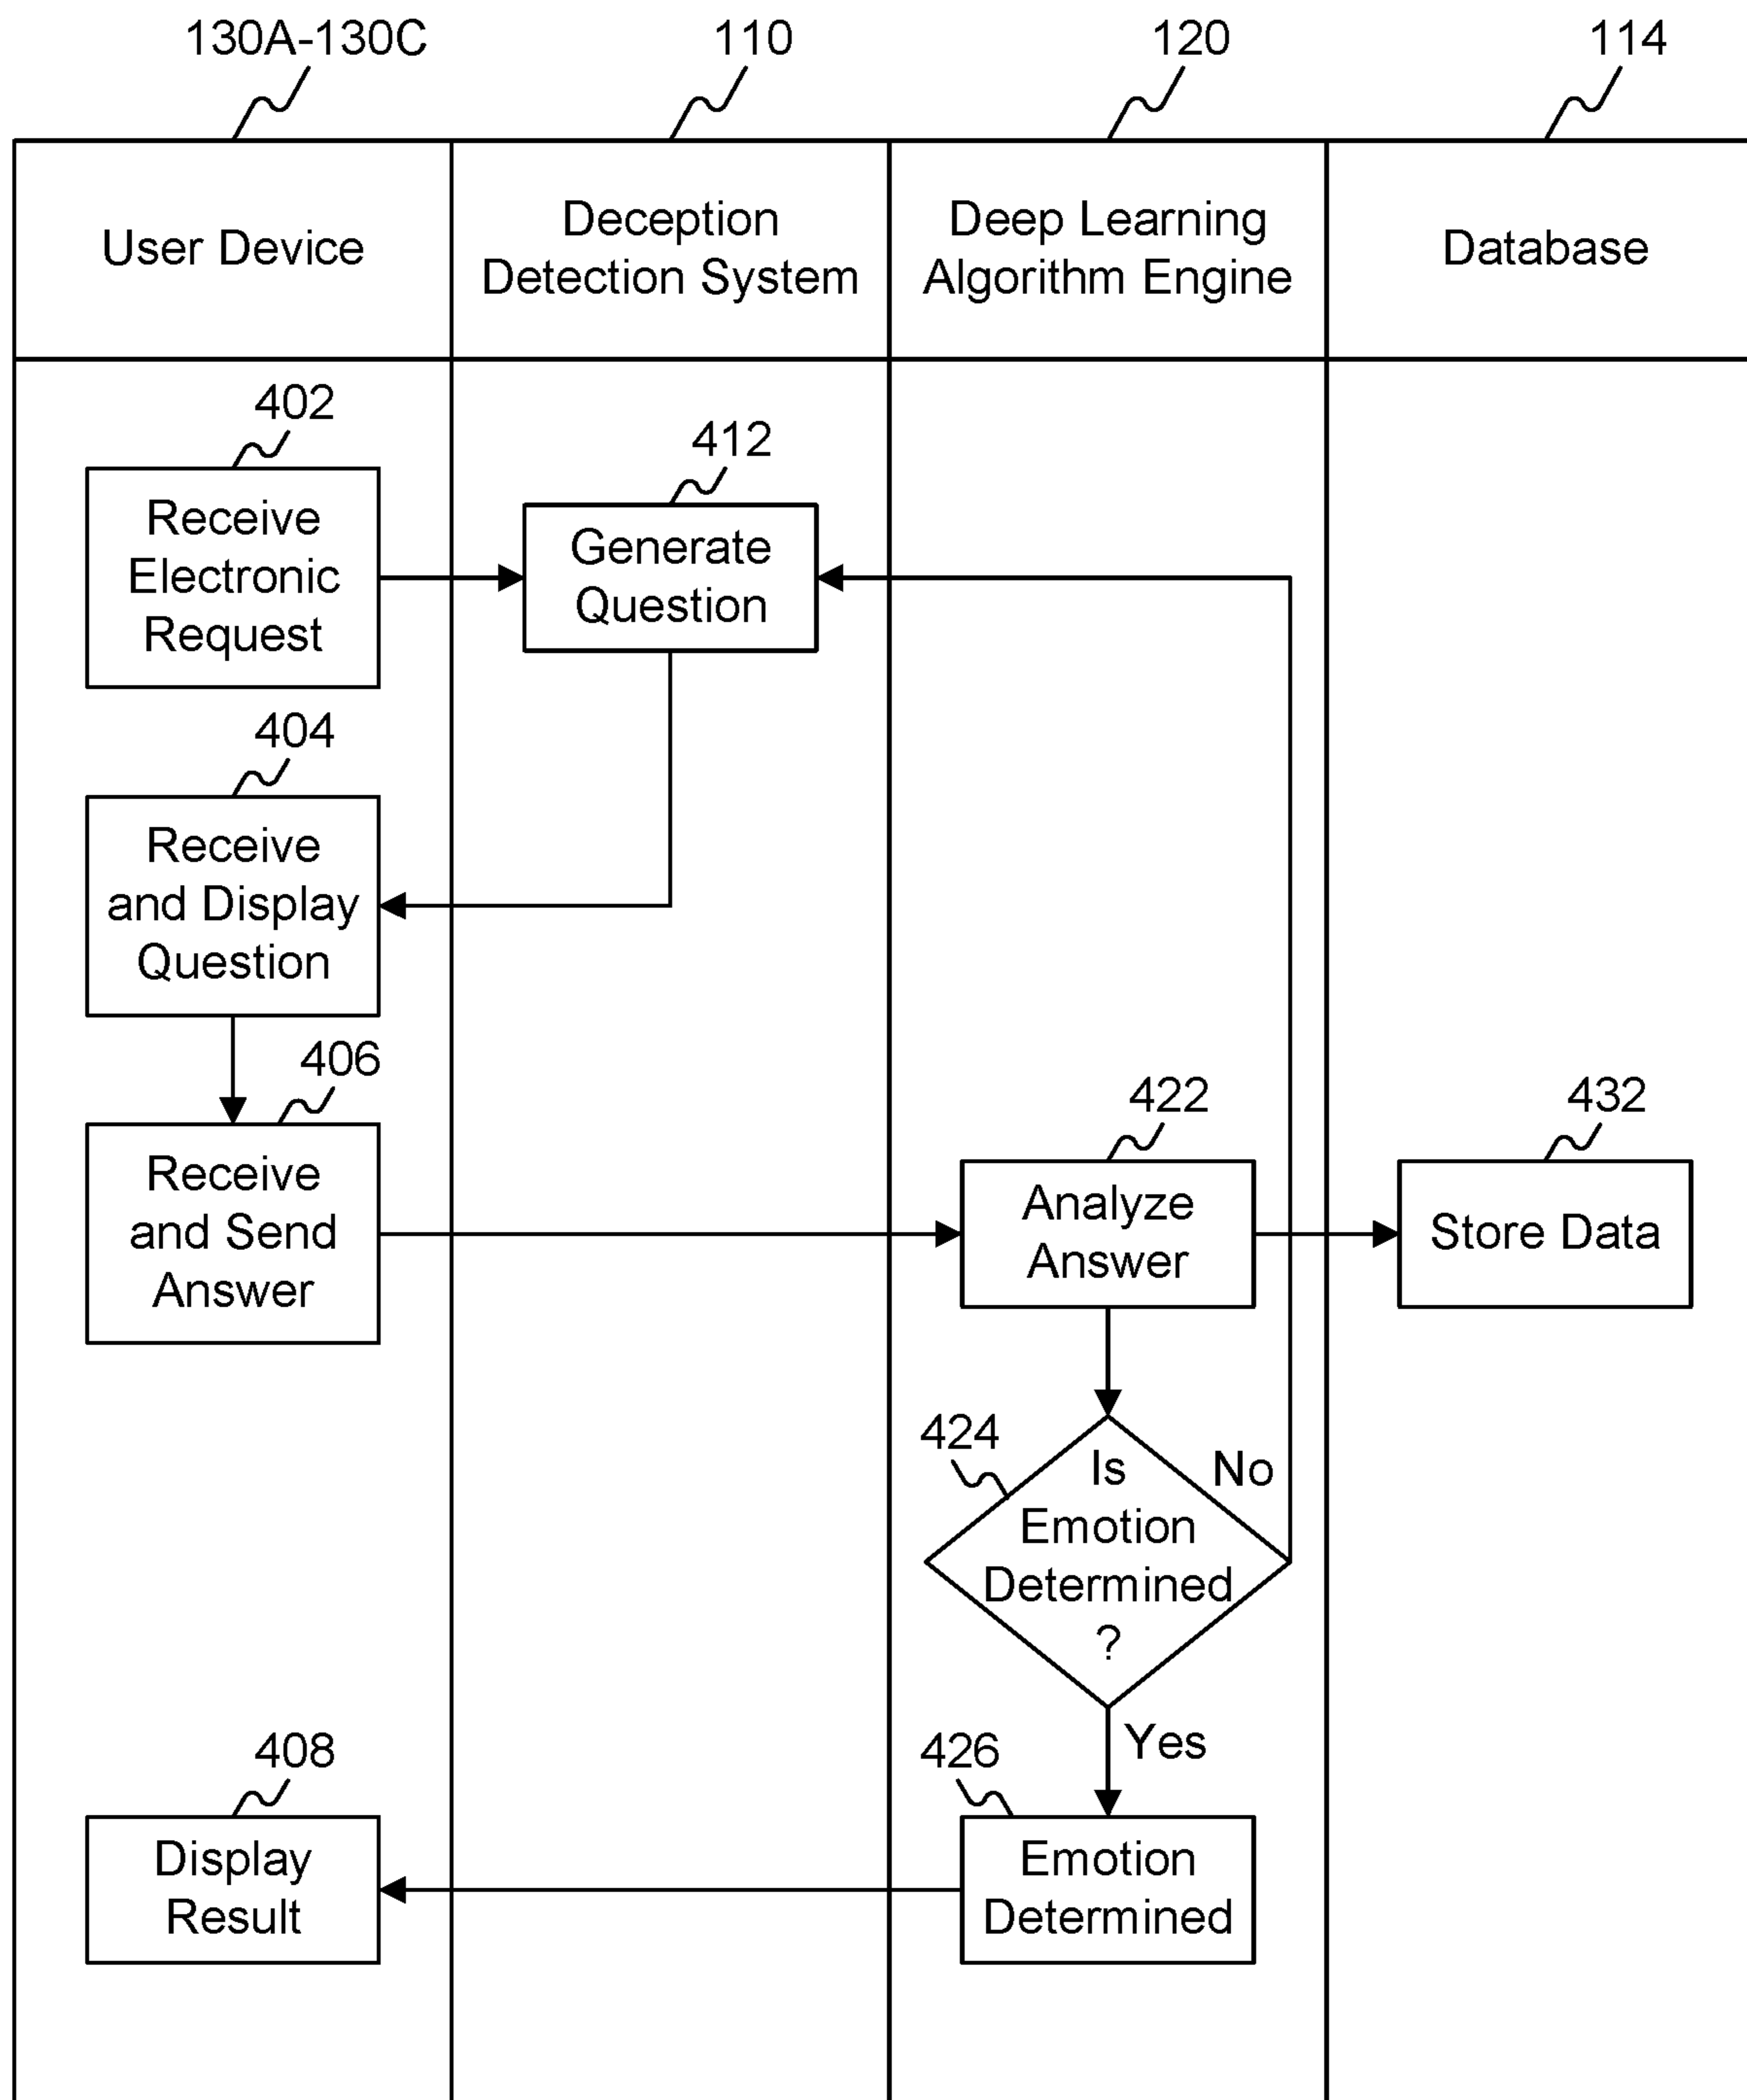 130A-130C
110
120
114
User Device
Deception
Detection System
Deep Learning
Algorithm Engine
Database
402
Receive
Electronic
Request
412
Generate
Question
404
Receive
and Display
Question
406
Receive
and Send
Answer
422
Analyze
Answer
432
Store Data
424
Is
Emotion
Determined
?
No
Yes
426
Emotion
Determined
408
Display
Result